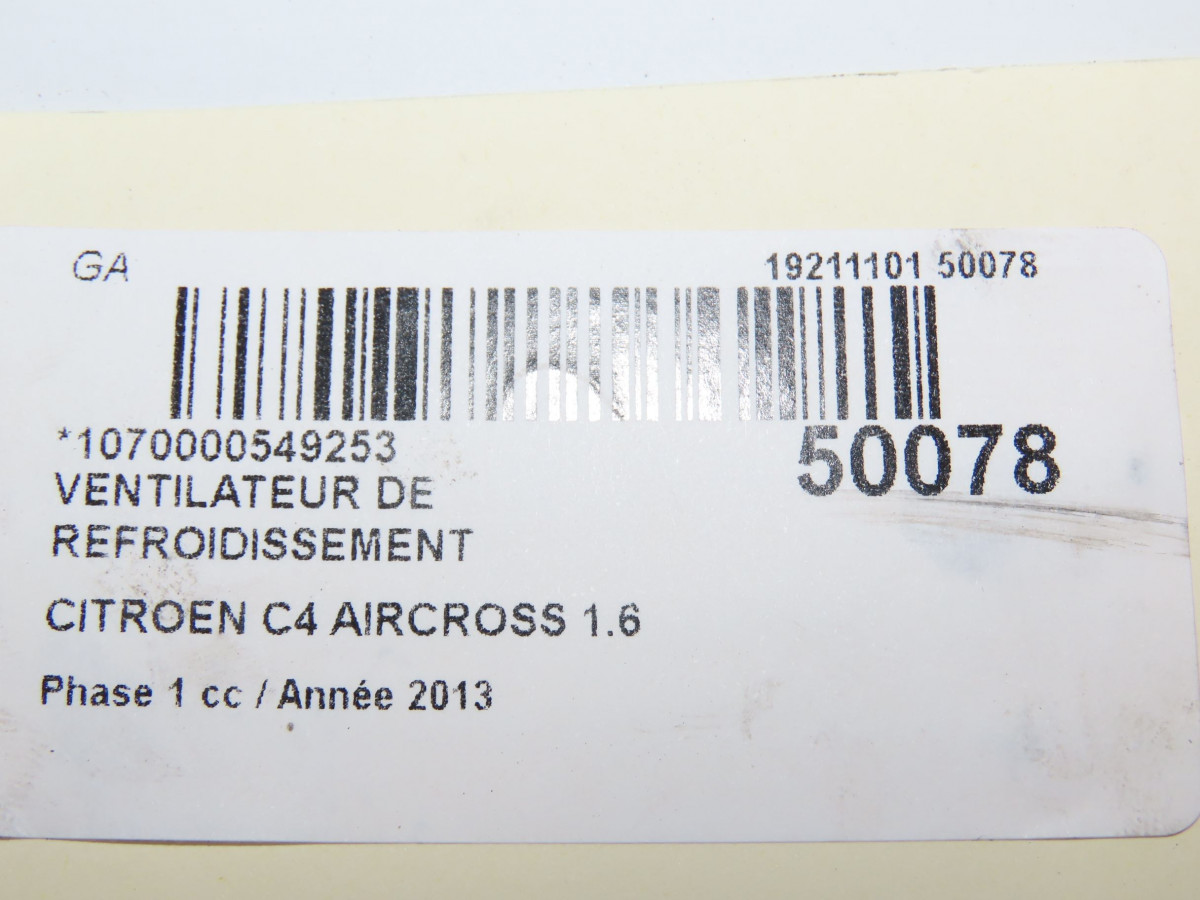 GA
19211101 50078
*1070000549253
50078
VENTILATEUR DE
REFROIDISSEMENT
CITROEN C4 AIRCROSS 1.6
Phase 1 cc / Année 2013